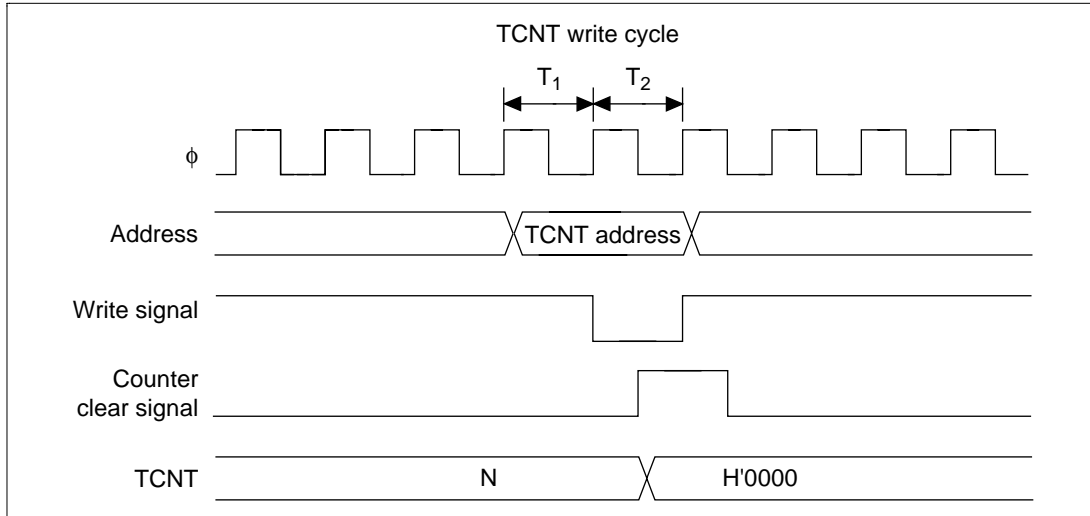 TCNT write cycle
T1 T2
ϕ
Address
TCNT address
Write signal
Counter
clear signal
TCNT
N
H'0000